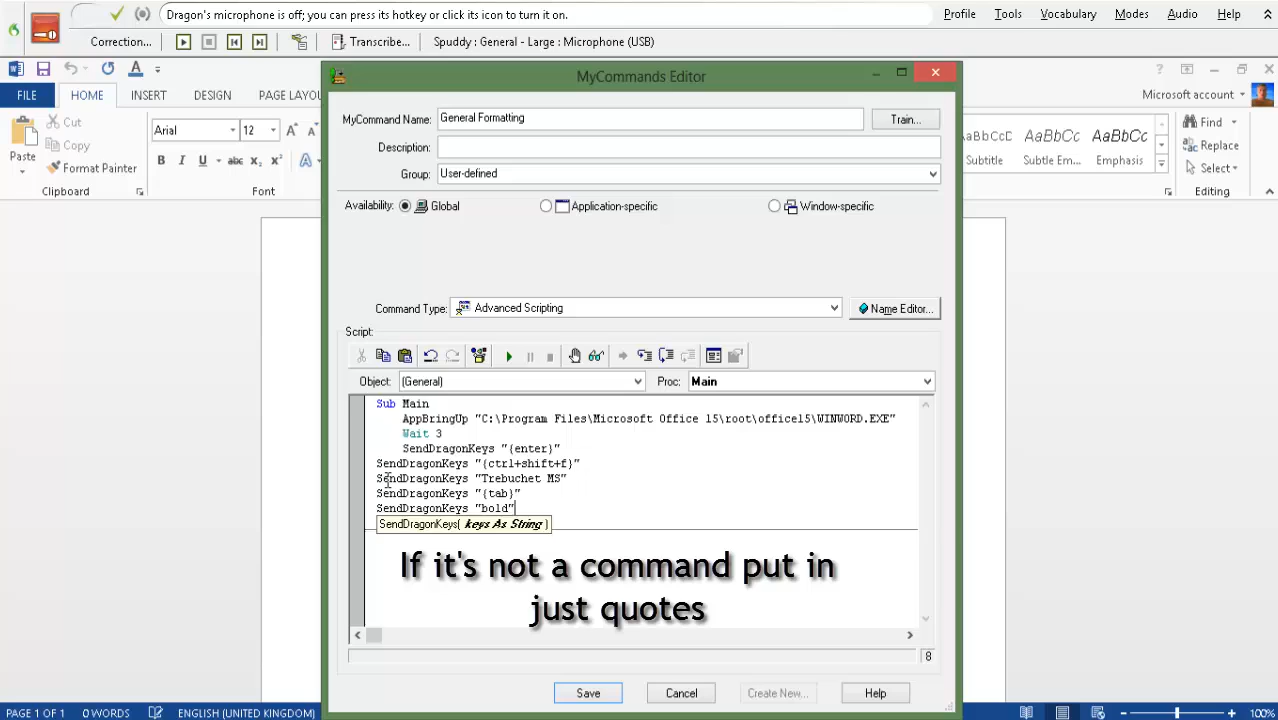 Dragon's microphone is off; you can press its hotkey or click its icon to turn it on.
Profile Tools Vocabulary Modes Audio Help
Correction... Transcribe... Spuddy : General - Large : Microphone (USB)
MyCommands Editor
Microsoft account
FILE HOME INSERT DESIGN PAGE LAYOU
Cut
Copy
Paste
Format Painter
Clipboard
Arial 12
B I U abc x₂ x²
Font
MyCommand Name: General Formatting Train...
Description:
Group: User-defined
Availability: Global Application-specific Window-specific
AaBbCcD AaBbCc AaBbCc
Subtitle Subtle Em... Emphasis
Find
Replace
Select
Editing
Command Type: Advanced Scripting Name Editor...
Script:
Object: (General) Proc: Main
Sub Main
AppBringUp "C:\Program Files\Microsoft Office 15\root\office15\WINWORD.EXE"
Wait 3
SendDragonKeys "{enter}"
SendDragonKeys "{ctrl+shift+f}"
SendDragonKeys "Trebuchet MS"
SendDragonKeys "{tab}"
SendDragonKeys "bold"
SendDragonKeys( keys As String )
If it's not a command put in
just quotes
8
Save Cancel Create New... Help
PAGE 1 OF 1 0 WORDS ENGLISH (UNITED KINGDOM) 100%